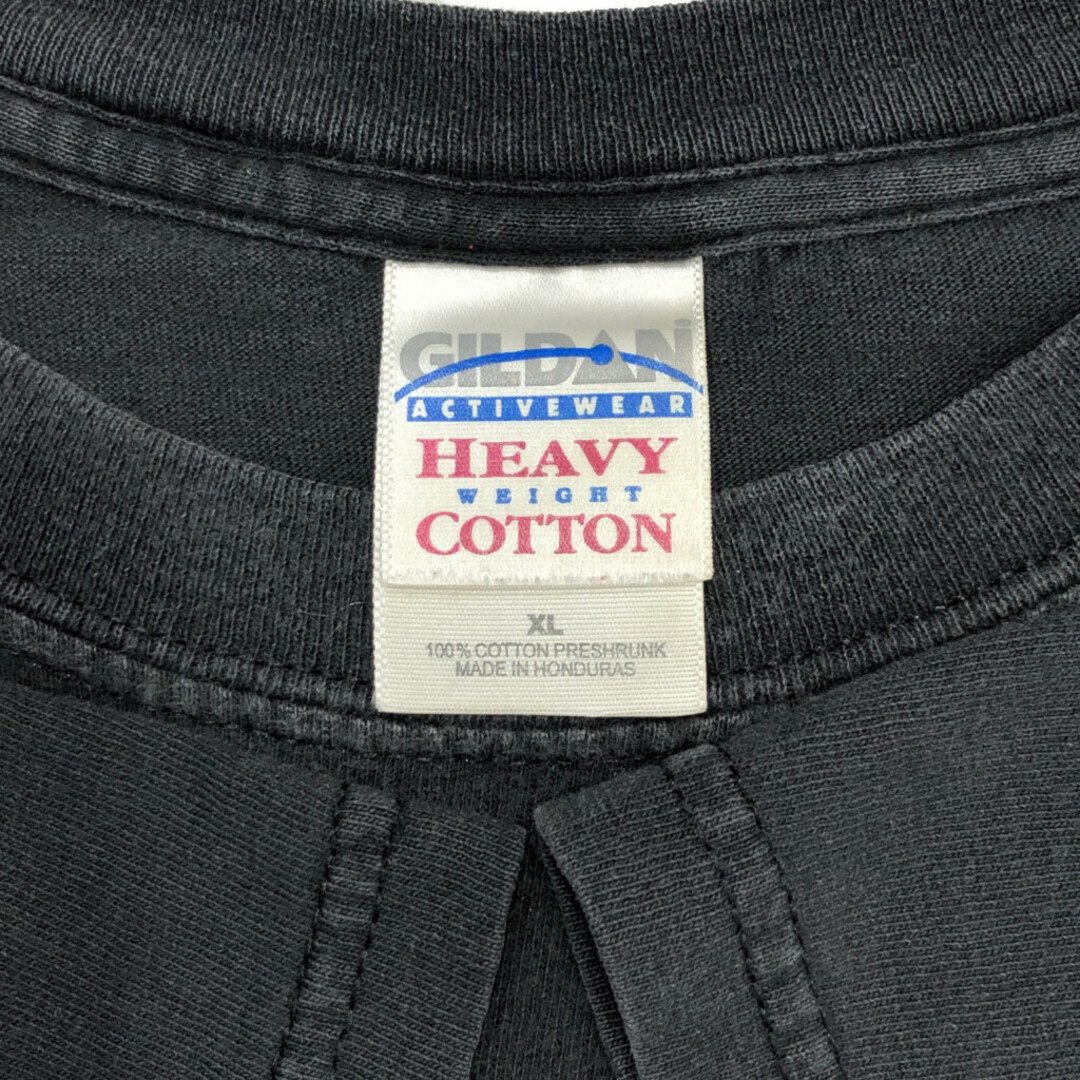 GILDAN
ACTIVEWEAR
HEAVY
WEIGHT
COTTON
XL
100% COTTON PRESHRUNK
MADE IN HONDURAS